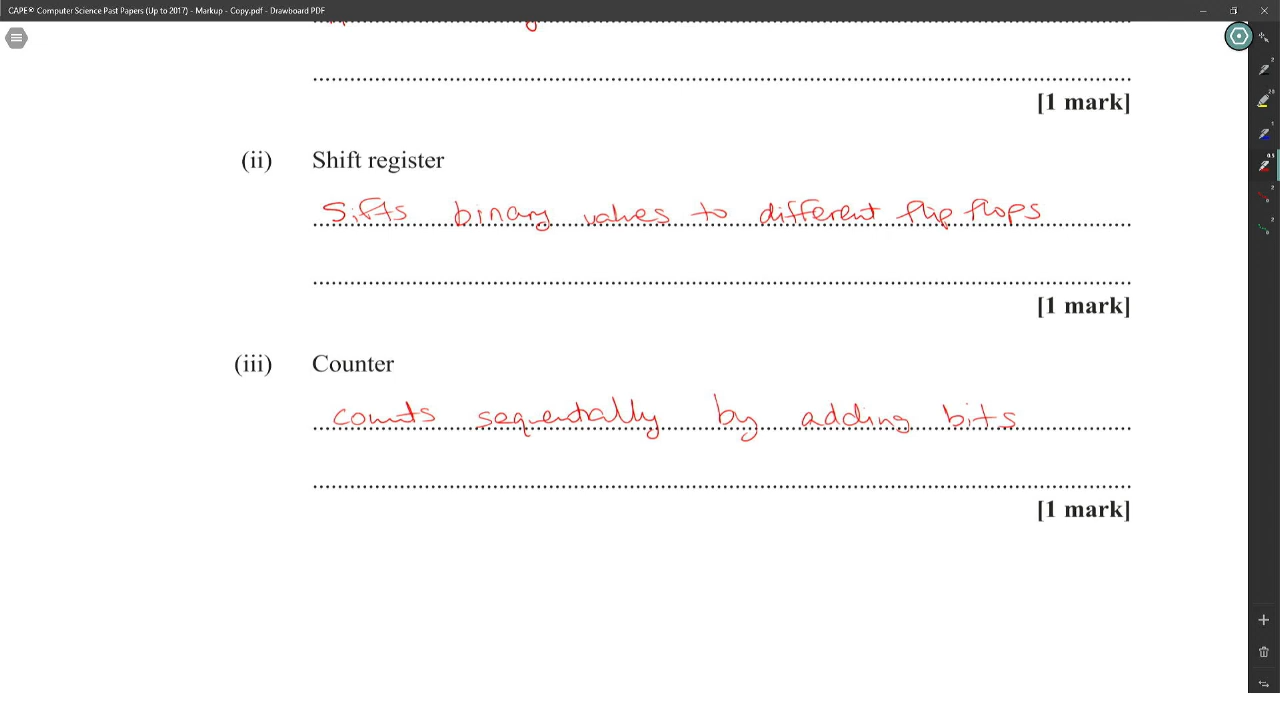 CAPE® Computer Science Past Papers (Up to 2017) - Markup - Copy.pdf - Drawboard PDF
[1 mark]
(ii) Shift register
Sifts binary values to different flip flops
[1 mark]
(iii) Counter
counts sequentially by adding bits
[1 mark]